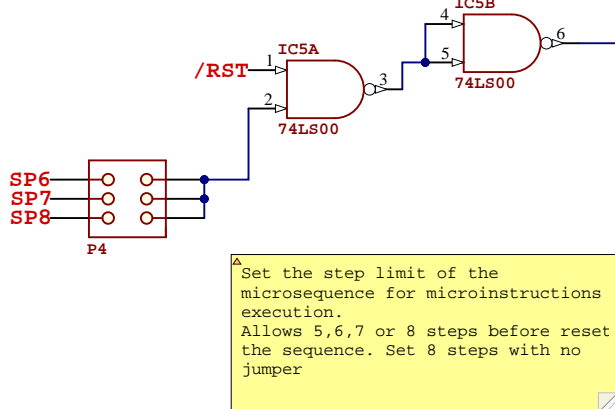 IC5B
4
6
5
74LS00
IC5A
/RST
1
3
2
74LS00
SP6
SP7
SP8
P4
Set the step limit of the
microsequence for microinstructions
execution.
Allows 5,6,7 or 8 steps before reset
the sequence. Set 8 steps with no
jumper